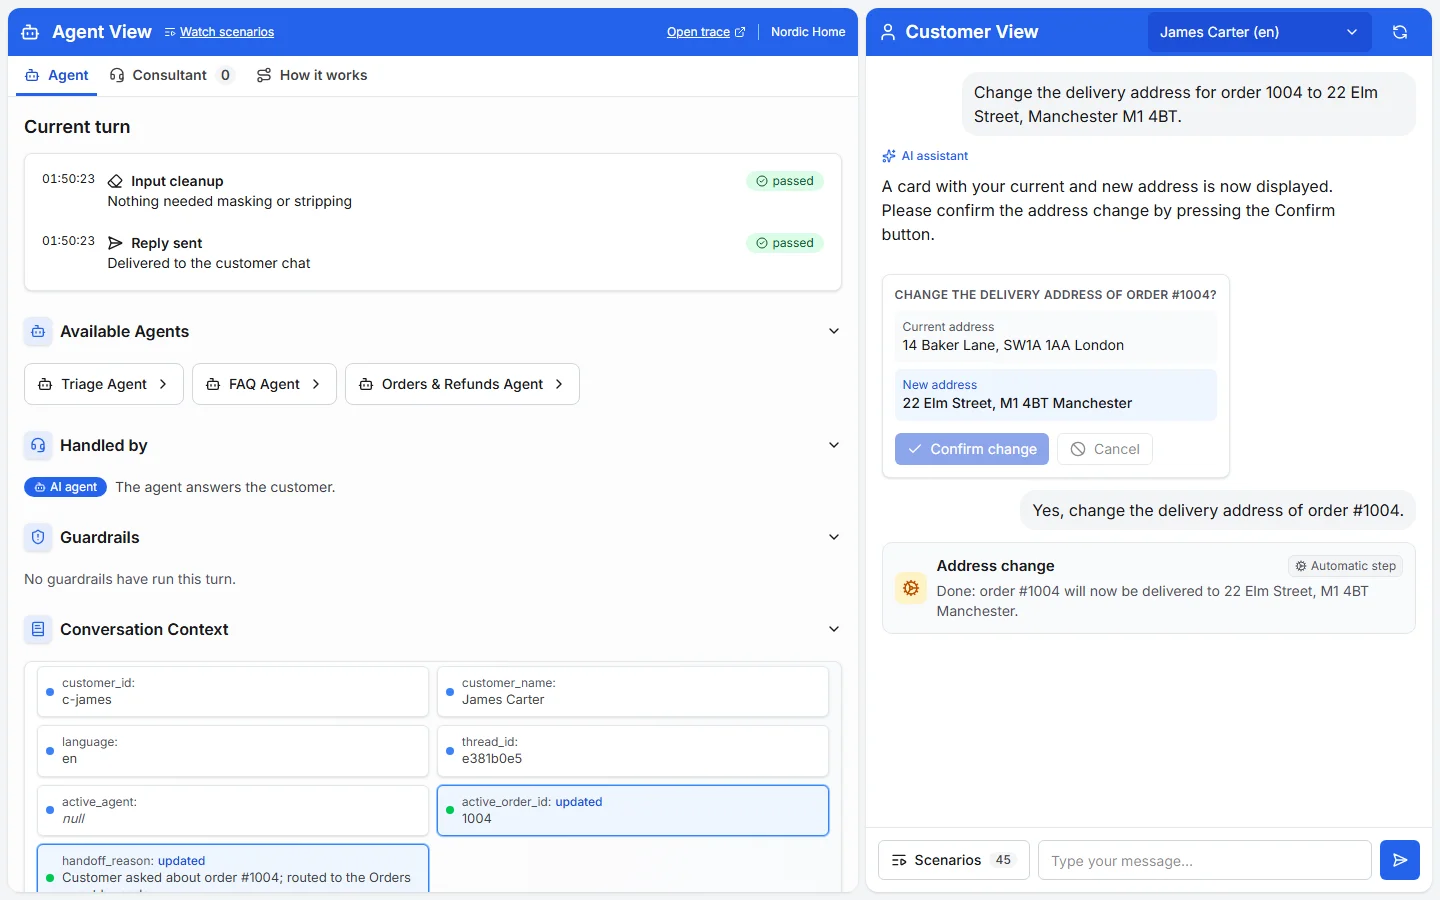 Agent View
Watch scenarios
Open trace
Nordic Home
Agent
Consultant 0
How it works
Current turn
01:50:23 Input cleanup
passed
Nothing needed masking or stripping
01:50:23 Reply sent
passed
Delivered to the customer chat
Available Agents
Triage Agent
FAQ Agent
Orders & Refunds Agent
Handled by
AI agent The agent answers the customer.
Guardrails
No guardrails have run this turn.
Conversation Context
customer_id:
c-james
customer_name:
James Carter
language:
en
thread_id:
e381b0e5
active_agent:
null
active_order_id: updated
1004
handoff_reason: updated
Customer asked about order #1004; routed to the Orders
Customer View
James Carter (en)
Change the delivery address for order 1004 to 22 Elm
Street, Manchester M1 4BT.
AI assistant
A card with your current and new address is now displayed.
Please confirm the address change by pressing the Confirm
button.
CHANGE THE DELIVERY ADDRESS OF ORDER #1004?
Current address
14 Baker Lane, SW1A 1AA London
New address
22 Elm Street, M1 4BT Manchester
Confirm change
Cancel
Yes, change the delivery address of order #1004.
Address change
Automatic step
Done: order #1004 will now be delivered to 22 Elm Street, M1 4BT
Manchester.
Scenarios 45
Type your message...